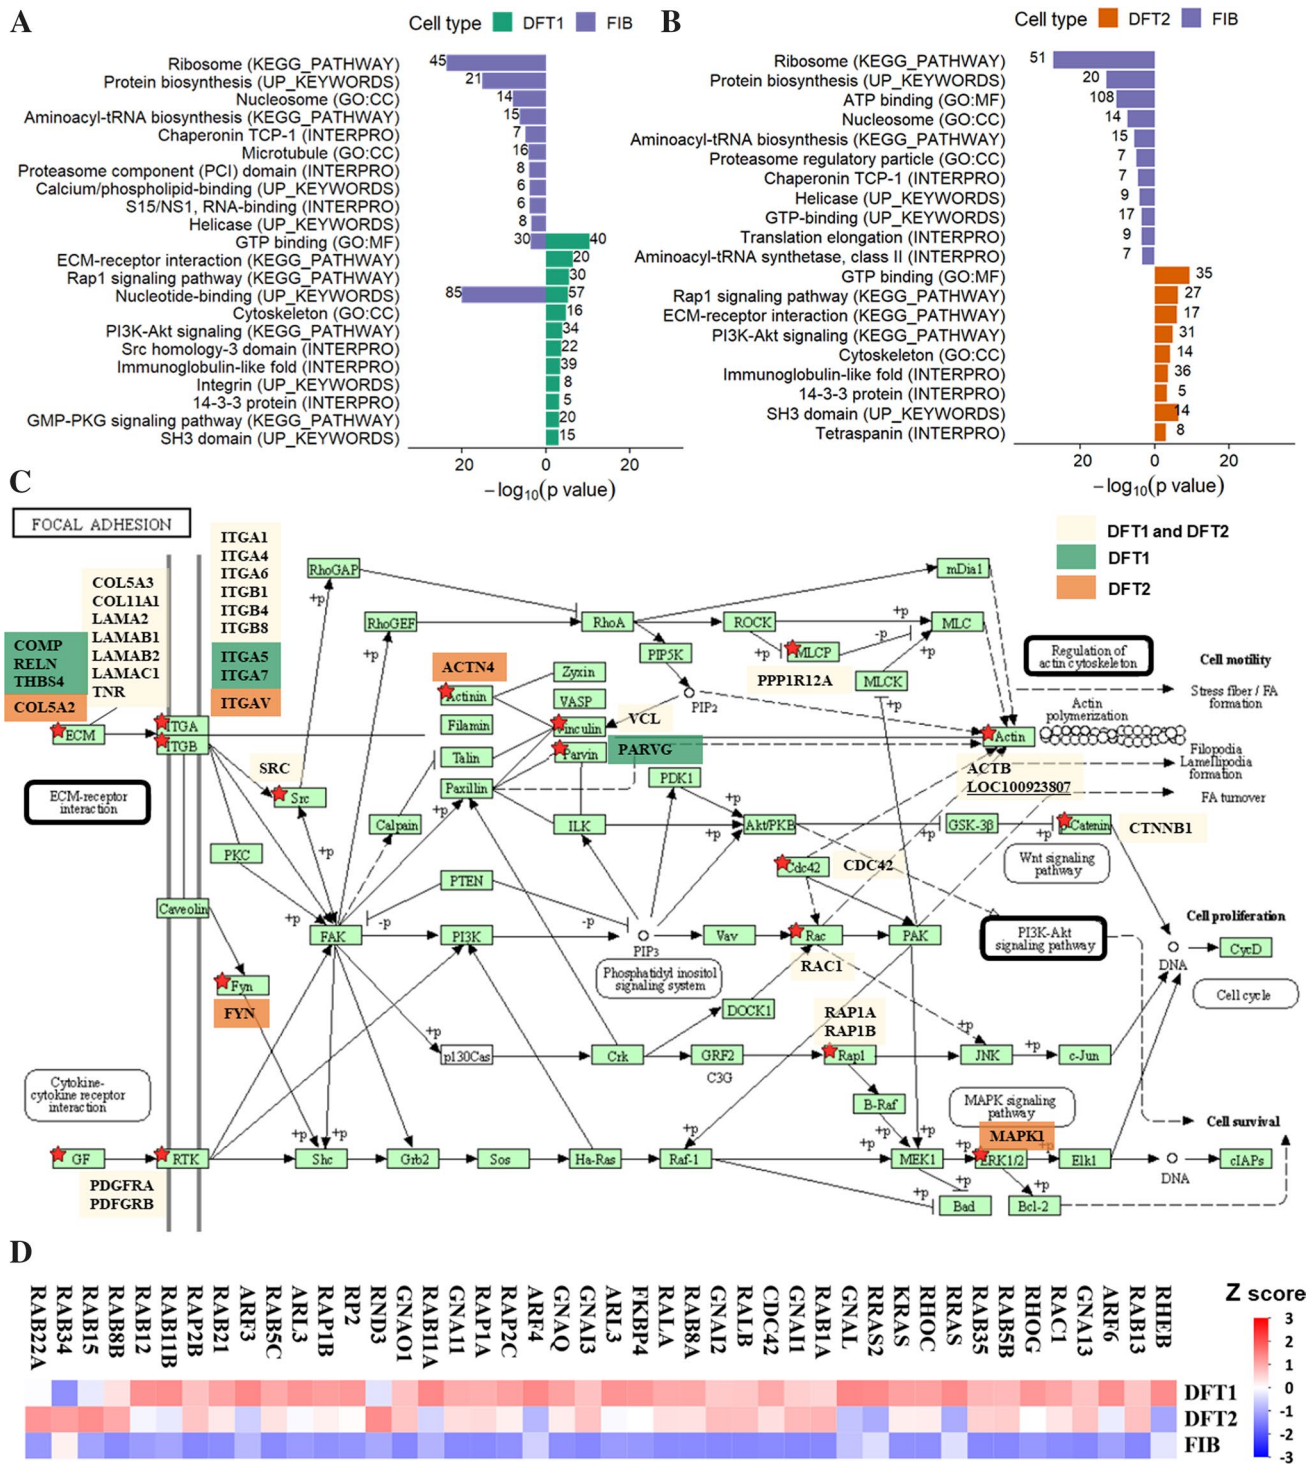 A
Cell type DFT1 FIB
Ribosome (KEGG_PATHWAY) 45
Protein biosynthesis (UP_KEYWORDS) 21
Nucleosome (GO:CC) 14
Aminoacyl-tRNA biosynthesis (KEGG_PATHWAY) 15
Chaperonin TCP-1 (INTERPRO) 7
Microtubule (GO:CC) 16
Proteasome component (PCI) domain (INTERPRO) 8
Calcium/phospholipid-binding (UP_KEYWORDS) 6
S15/NS1, RNA-binding (INTERPRO) 6
Helicase (UP_KEYWORDS) 8
GTP binding (GO:MF) 30 40
ECM-receptor interaction (KEGG_PATHWAY) 20
Rap1 signaling pathway (KEGG_PATHWAY) 30
Nucleotide-binding (UP_KEYWORDS) 85 57
Cytoskeleton (GO:CC) 16
PI3K-Akt signaling (KEGG_PATHWAY) 34
Src homology-3 domain (INTERPRO) 22
Immunoglobulin-like fold (INTERPRO) 39
Integrin (UP_KEYWORDS) 8
14-3-3 protein (INTERPRO) 5
GMP-PKG signaling pathway (KEGG_PATHWAY) 20
SH3 domain (UP_KEYWORDS) 15
20 0 20
−log10(p value)
B
Cell type DFT2 FIB
Ribosome (KEGG_PATHWAY) 51
Protein biosynthesis (UP_KEYWORDS) 20
ATP binding (GO:MF) 108
Nucleosome (GO:CC) 14
Aminoacyl-tRNA biosynthesis (KEGG_PATHWAY) 15
Proteasome regulatory particle (GO:CC) 7
Chaperonin TCP-1 (INTERPRO) 7
Helicase (UP_KEYWORDS) 9
GTP-binding (UP_KEYWORDS) 17
Translation elongation (INTERPRO) 9
Aminoacyl-tRNA synthetase, class II (INTERPRO) 7
GTP binding (GO:MF) 35
Rap1 signaling pathway (KEGG_PATHWAY) 27
ECM-receptor interaction (KEGG_PATHWAY) 17
PI3K-Akt signaling (KEGG_PATHWAY) 31
Cytoskeleton (GO:CC) 14
Immunoglobulin-like fold (INTERPRO) 36
14-3-3 protein (INTERPRO) 5
SH3 domain (UP_KEYWORDS) 14
Tetraspanin (INTERPRO) 8
20 0 20
−log10(p value)
C
FOCAL ADHESION
DFT1 and DFT2
DFT1
DFT2
COMP
RELN
THBS4
COL5A2
COL5A3
COL11A1
LAMA2
LAMAB1
LAMAB2
LAMAC1
TNR
ITGA1
ITGA4
ITGA6
ITGB1
ITGB4
ITGB8
ITGA5
ITGA7
ITGAV
ECM
ITGA
ITGB
ECM-receptor
interaction
SRC
Src
PKC
Caveolin
Fyn
FYN
Cytokine-
cytokine receptor
interaction
GF
RTK
PDGFRA
PDFGRB
RhoGAP
+p
RhoGEF
+p
RhoA
ROCK
+p
MLC
mDia1
PIP5K
+p
MLCP
-p
PPP1R12A
MLCK
+p
ACTN4
Actinin
Zyxin
VASP
PIP2
Filamin
Vinculin
VCL
Talin
Parvin
PARVG
Paxillin
PDK1
Actin
ACTB
LOC100923807
Regulation of
actin cytoskeleton
Cell motility
Stress fiber / FA
formation
Actin
polymerization
Filopodia
Lamellipodia
formation
FA turnover
Calpain
+p
+p
ILK
+p
+p
Akt/PKB
+p
GSK-3β
+p
β-Catenin
CTNNB1
Wnt signaling
pathway
Cdc42
CDC42
PTEN
-p
-p
+p
FAK
PI3K
PIP3
Vav
Rac
RAC1
PAK
PI3K-Akt
signaling pathway
Cell proliferation
DNA
CycD
Cell cycle
Phosphatidyl inositol
signaling system
DOCK1
RAP1A
RAP1B
+p
p130Cas
Crk
GRF2
C3G
Rap1
+p
JNK
+p
c-Jun
B-Raf
MAPK signaling
pathway
MAPK1
+p
+p
Shc
Grb2
Sos
Ha-Ras
+p
Raf-1
+p
+p
MEK1
+p
ERK1/2
+p
Elk1
DNA
Cell survival
cIAPs
+p
+p
Bad
+p
Bcl-2
D
RAB22A
RAB34
RAB15
RAB8B
RAB12
RAB11B
RAP2B
RAB21
ARF3
RAB5C
ARL3
RAP1B
RP2
RND3
GNAO1
RAB11A
GNA11
RAP1A
RAP2C
ARF4
GNAQ
GNAI3
ARL3
FKBP4
RALA
RAB8A
GNAI2
RALB
CDC42
GNAI1
RAB1A
GNAL
RRAS2
KRAS
RHOC
RRAS
RAB35
RAB5B
RHOG
RAC1
GNA13
ARF6
RAB13
RHEB
DFT1
DFT2
FIB
Z score
3
2
1
0
-1
-2
-3